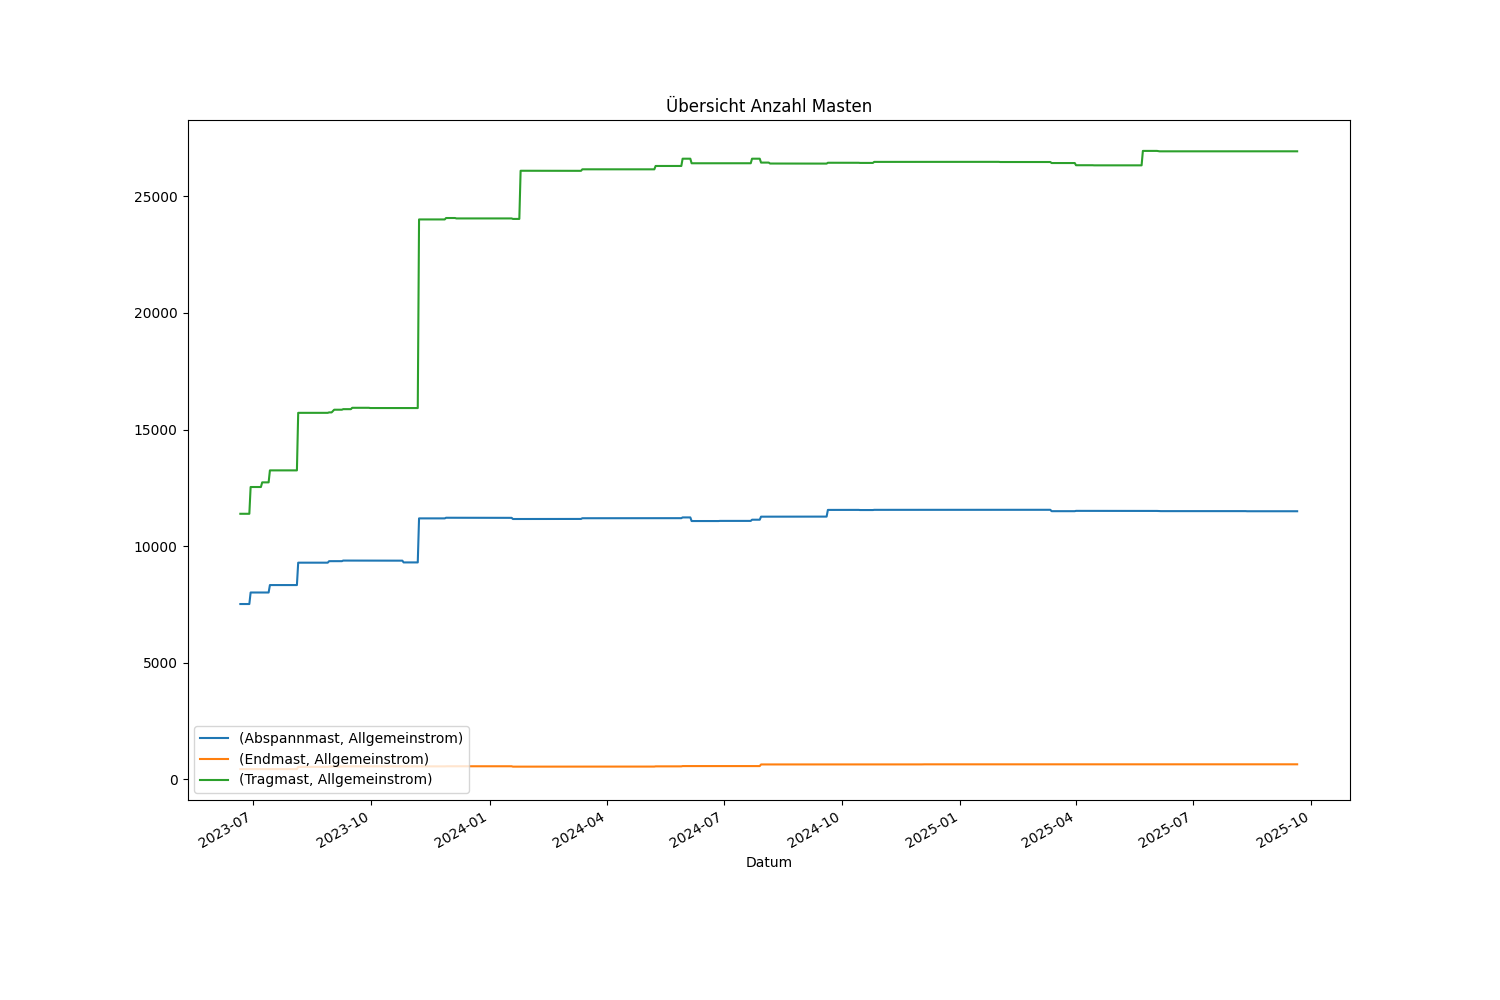 Übersicht Anzahl Masten
25000
20000
15000
10000
5000
0
(Abspannmast, Allgemeinstrom)
(Endmast, Allgemeinstrom)
(Tragmast, Allgemeinstrom)
2023-07 2023-10 2024-01 2024-04 2024-07 2024-10 2025-01 2025-04 2025-07 2025-10
Datum